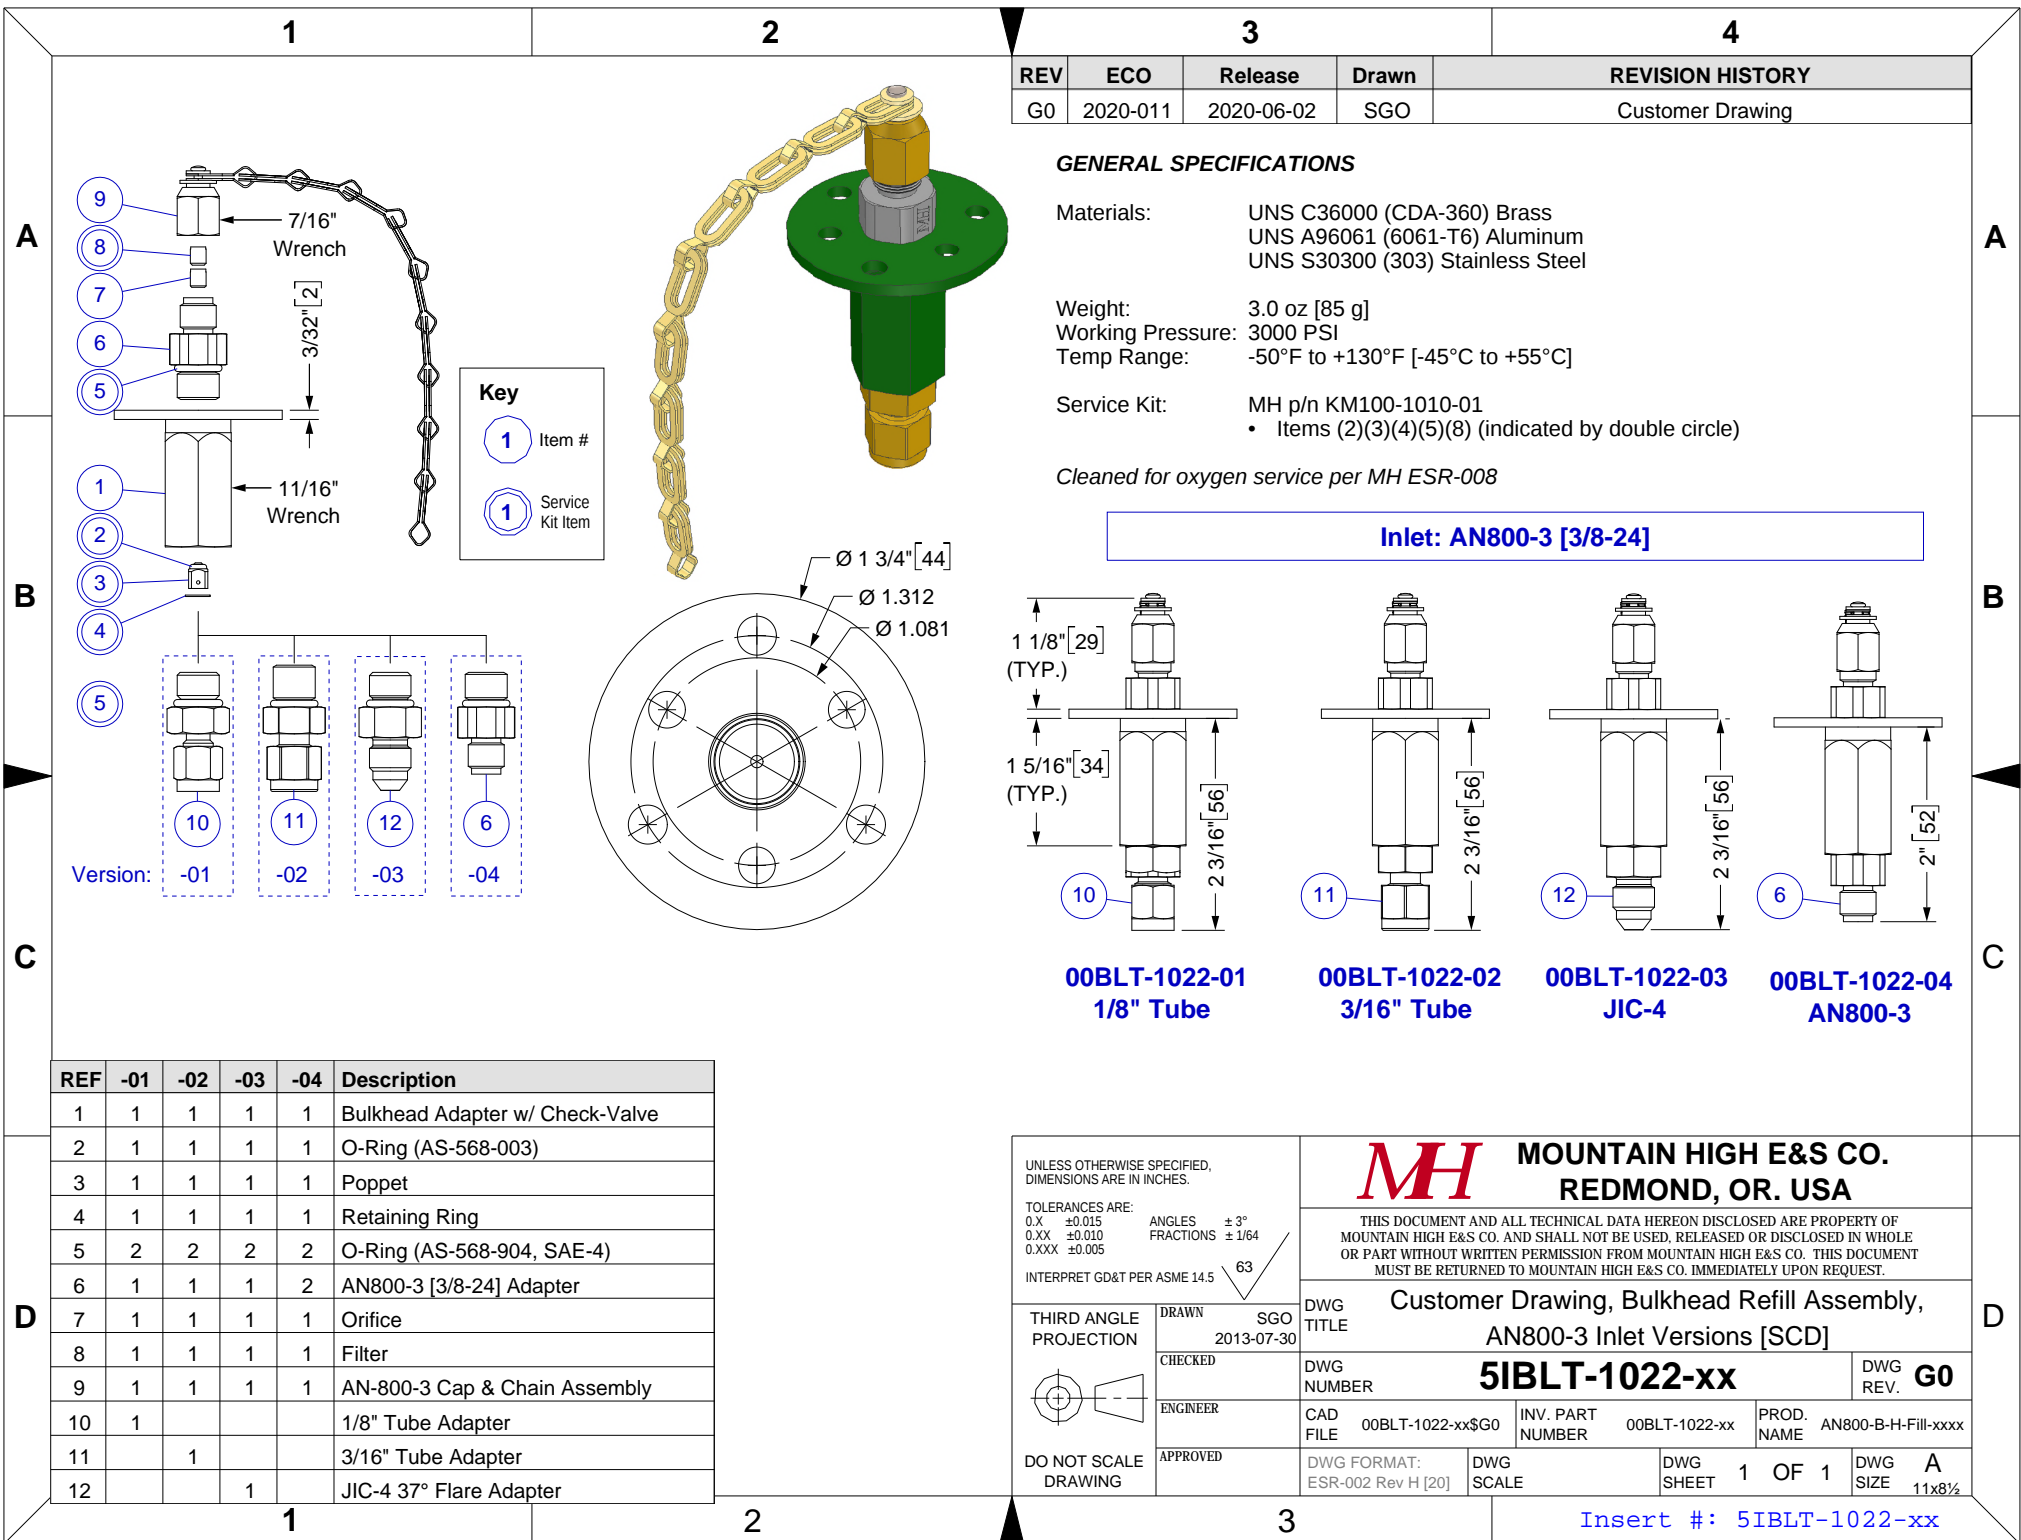 1 2 3 4
REV ECO Release Drawn REVISION HISTORY
G0 2020-011 2020-06-02 SGO Customer Drawing
A
A
B
B
C
C
D
D
GENERAL SPECIFICATIONS
Materials: UNS C36000 (CDA-360) Brass
UNS A96061 (6061-T6) Aluminum
UNS S30300 (303) Stainless Steel
Weight: 3.0 oz [85 g]
Working Pressure: 3000 PSI
Temp Range: -50°F to +130°F [-45°C to +55°C]
Service Kit: MH p/n KM100-1010-01
• Items (2)(3)(4)(5)(8) (indicated by double circle)
Cleaned for oxygen service per MH ESR-008
Inlet: AN800-3 [3/8-24]
9
8
7
6
5
7/16"
Wrench
3/32" [2]
1
2
3
4
5
11/16"
Wrench
Key
1 Item #
1 Service
Kit Item
10 11 12 6
Version: -01 -02 -03 -04
MH
Ø 1 3/4" [44]
Ø 1.312
Ø 1.081
1 1/8" [29]
(TYP.)
1 5/16" [34]
(TYP.)
2 3/16" [56]
2 3/16" [56]
2 3/16" [56]
2" [52]
10 11 12 6
00BLT-1022-01
1/8" Tube
00BLT-1022-02
3/16" Tube
00BLT-1022-03
JIC-4
00BLT-1022-04
AN800-3
REF -01 -02 -03 -04 Description
1 1 1 1 1 Bulkhead Adapter w/ Check-Valve
2 1 1 1 1 O-Ring (AS-568-003)
3 1 1 1 1 Poppet
4 1 1 1 1 Retaining Ring
5 2 2 2 2 O-Ring (AS-568-904, SAE-4)
6 1 1 1 2 AN800-3 [3/8-24] Adapter
7 1 1 1 1 Orifice
8 1 1 1 1 Filter
9 1 1 1 1 AN-800-3 Cap & Chain Assembly
10 1 1/8" Tube Adapter
11 1 3/16" Tube Adapter
12 1 JIC-4 37° Flare Adapter
UNLESS OTHERWISE SPECIFIED,
DIMENSIONS ARE IN INCHES.
TOLERANCES ARE:
0.X ±0.015 ANGLES ± 3°
0.XX ±0.010 FRACTIONS ± 1/64
0.XXX ±0.005
INTERPRET GD&T PER ASME 14.5
63
MH
MOUNTAIN HIGH E&S CO.
REDMOND, OR. USA
THIS DOCUMENT AND ALL TECHNICAL DATA HEREON DISCLOSED ARE PROPERTY OF
MOUNTAIN HIGH E&S CO. AND SHALL NOT BE USED, RELEASED OR DISCLOSED IN WHOLE
OR PART WITHOUT WRITTEN PERMISSION FROM MOUNTAIN HIGH E&S CO. THIS DOCUMENT
MUST BE RETURNED TO MOUNTAIN HIGH E&S CO. IMMEDIATELY UPON REQUEST.
THIRD ANGLE
PROJECTION
DO NOT SCALE
DRAWING
DRAWN SGO
2013-07-30
CHECKED
ENGINEER
APPROVED
DWG
TITLE
Customer Drawing, Bulkhead Refill Assembly,
AN800-3 Inlet Versions [SCD]
DWG
NUMBER
5IBLT-1022-xx
DWG
REV.
G0
CAD
FILE
00BLT-1022-xx$G0
INV. PART
NUMBER
00BLT-1022-xx
PROD.
NAME
AN800-B-H-Fill-xxxx
DWG FORMAT:
ESR-002 Rev H [20]
DWG
SCALE
DWG
SHEET
1 OF 1
DWG
SIZE
A
11x8½
1 2 3
Insert #: 5IBLT-1022-xx